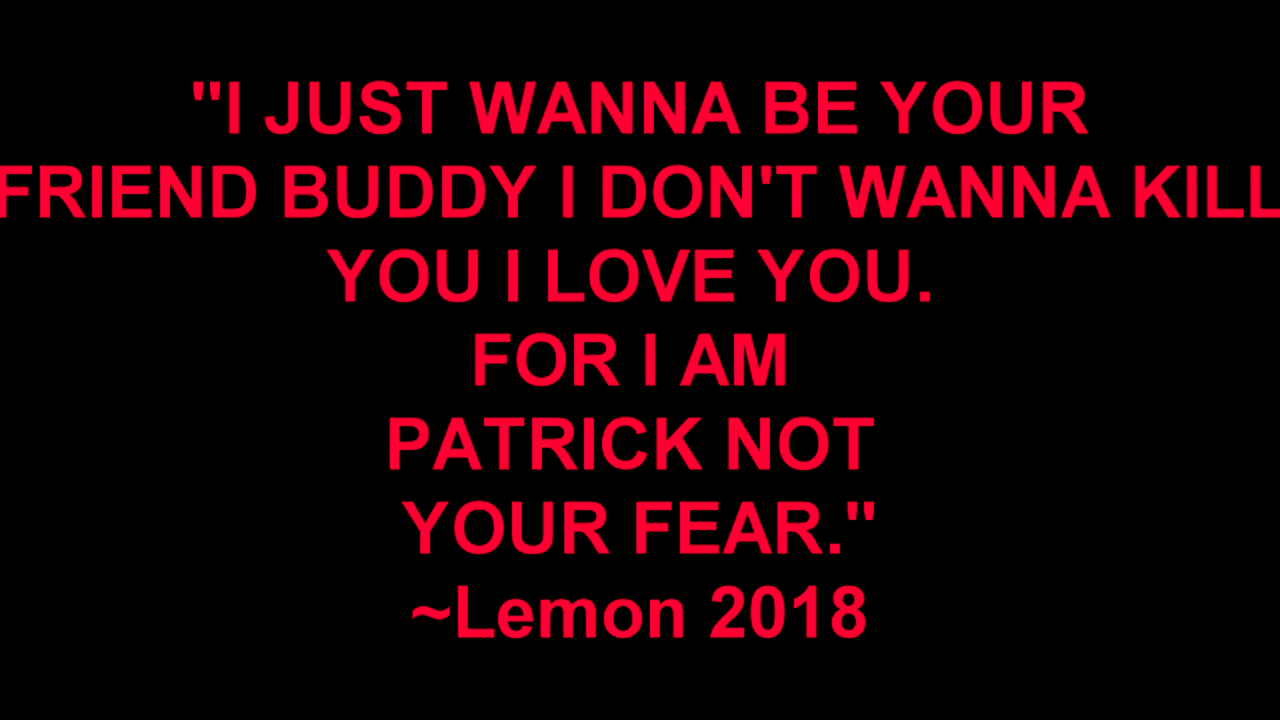 "I JUST WANNA BE YOUR
FRIEND BUDDY I DON'T WANNA KILL
YOU I LOVE YOU.
FOR I AM
PATRICK NOT
YOUR FEAR."
~Lemon 2018